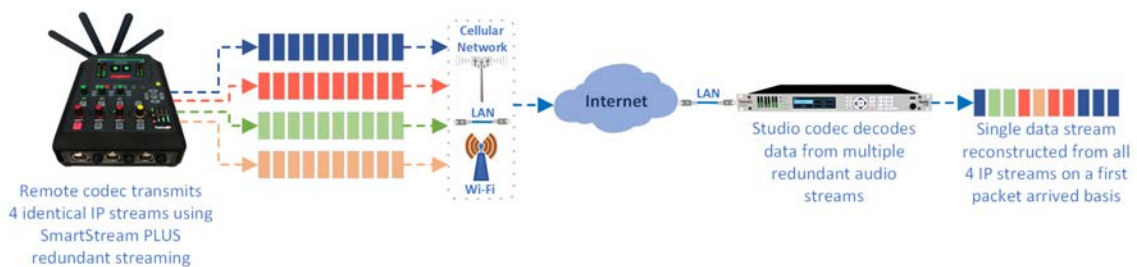 Remote codec transmits
4 identical IP streams using
SmartStream PLUS
redundant streaming
Cellular
Network
LAN
Wi-Fi
Internet
LAN
Studio codec decodes
data from multiple
redundant audio
streams
Single data stream
reconstructed from all
4 IP streams on a first
packet arrived basis